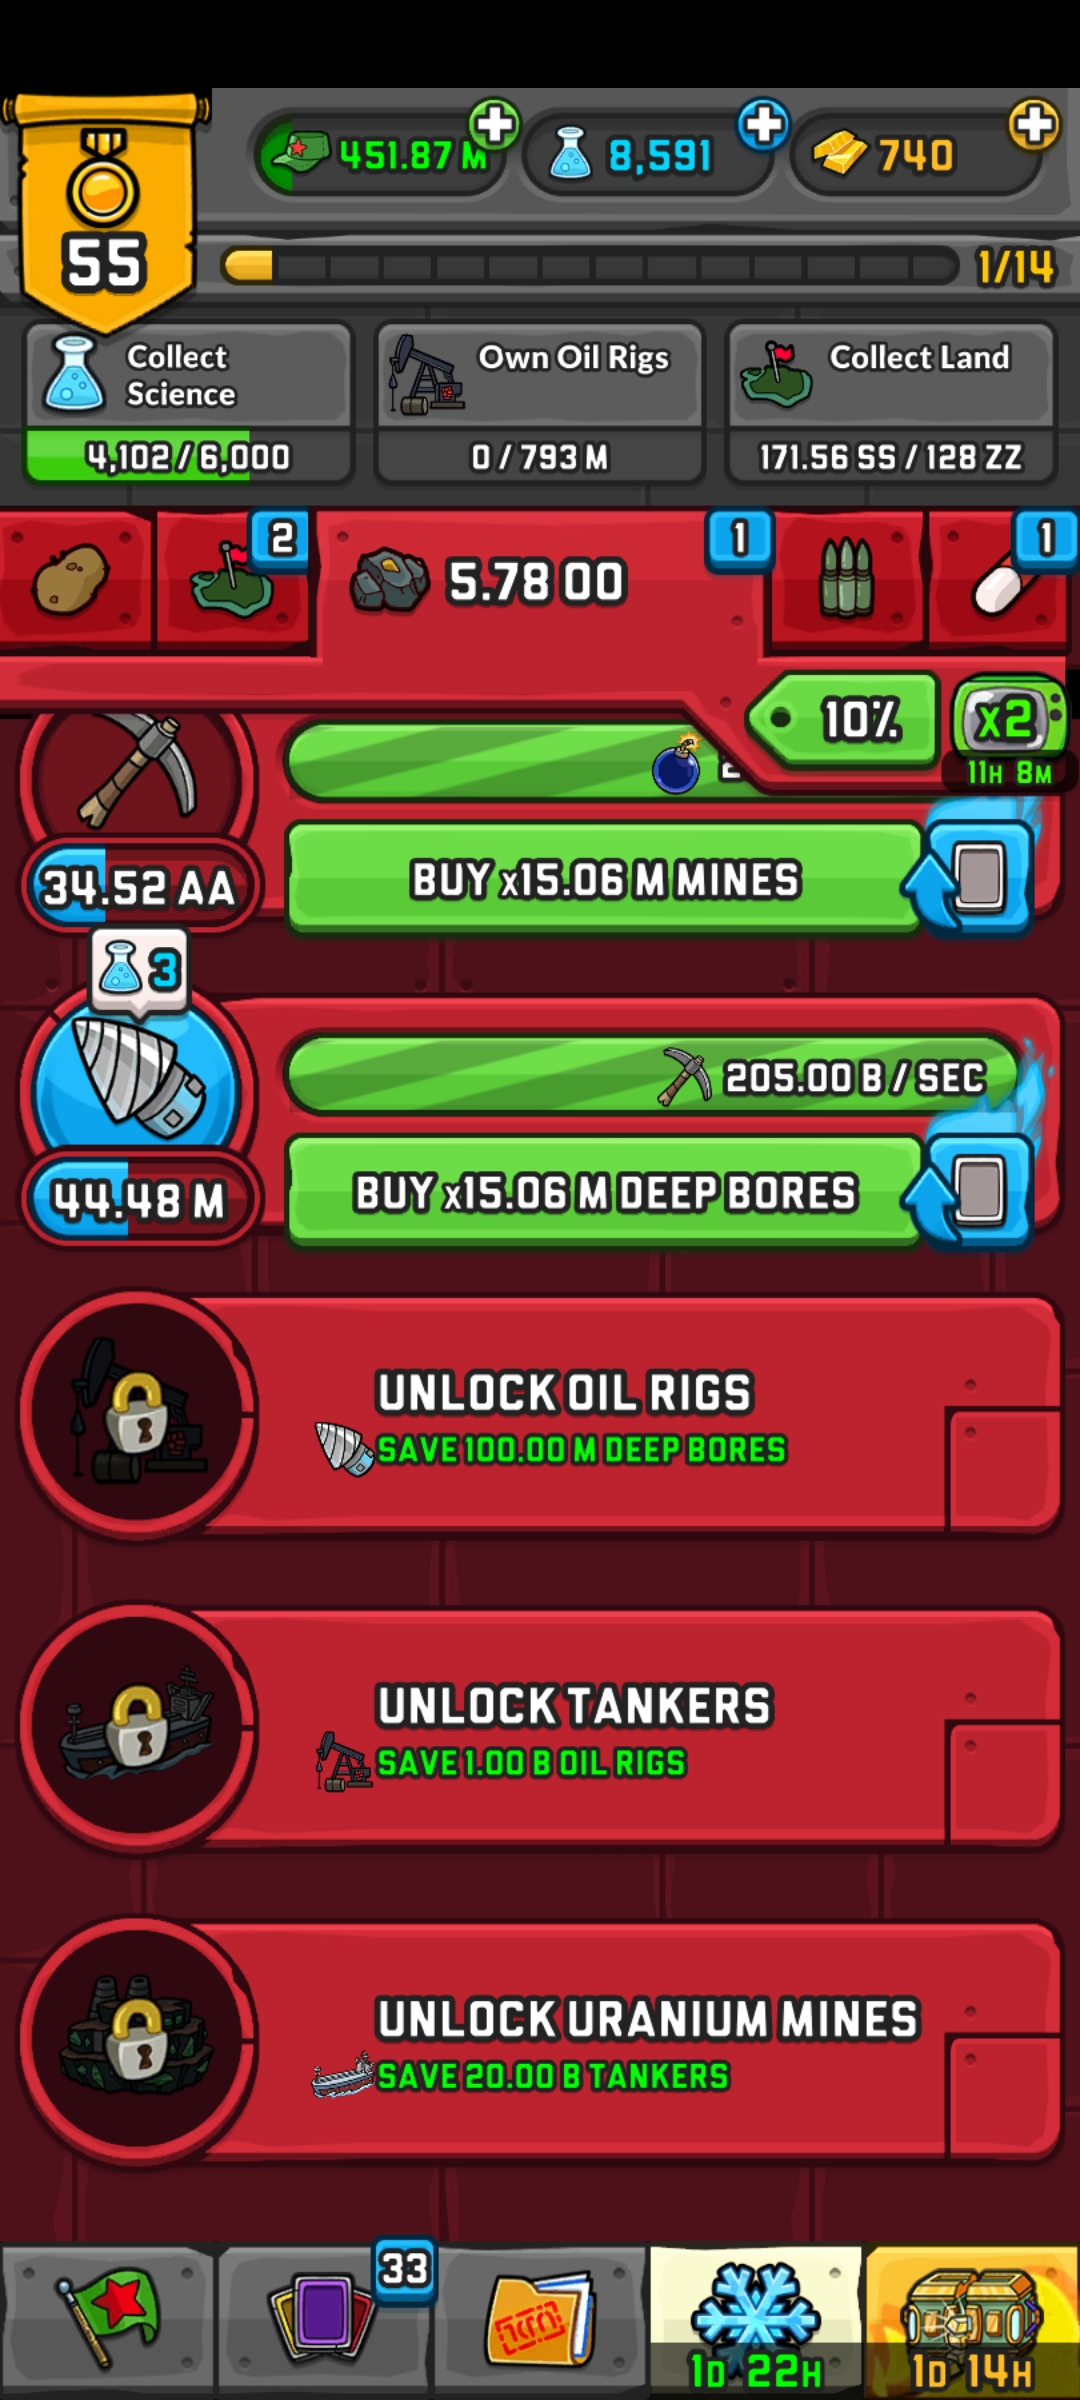 451.87 M
8,591
740
55
1/14
Collect
Science
4,102 / 6,000
Own Oil Rigs
0 / 793 M
Collect Land
171.56 SS / 128 ZZ
2
5.78 OO
1
1
10%
x2
11H 8M
34.52 AA
BUY x15.06 M MINES
3
205.00 B / SEC
44.48 M
BUY x15.06 M DEEP BORES
UNLOCK OIL RIGS
SAVE 100.00 M DEEP BORES
UNLOCK TANKERS
SAVE 1.00 B OIL RIGS
UNLOCK URANIUM MINES
SAVE 20.00 B TANKERS
33
1D 22H
1D 14H